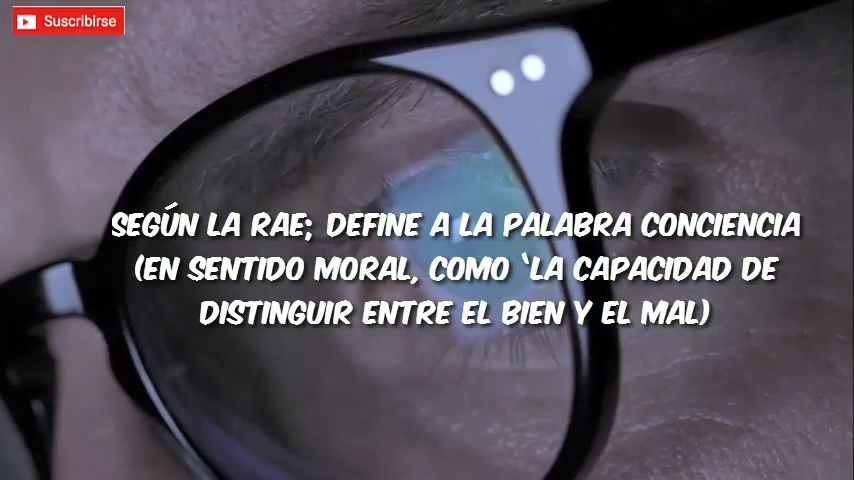 Suscribirse
SEGÚN LA RAE; DEFINE A LA PALABRA CONCIENCIA
(EN SENTIDO MORAL, COMO ‘LA CAPACIDAD DE
DISTINGUIR ENTRE EL BIEN Y EL MAL)